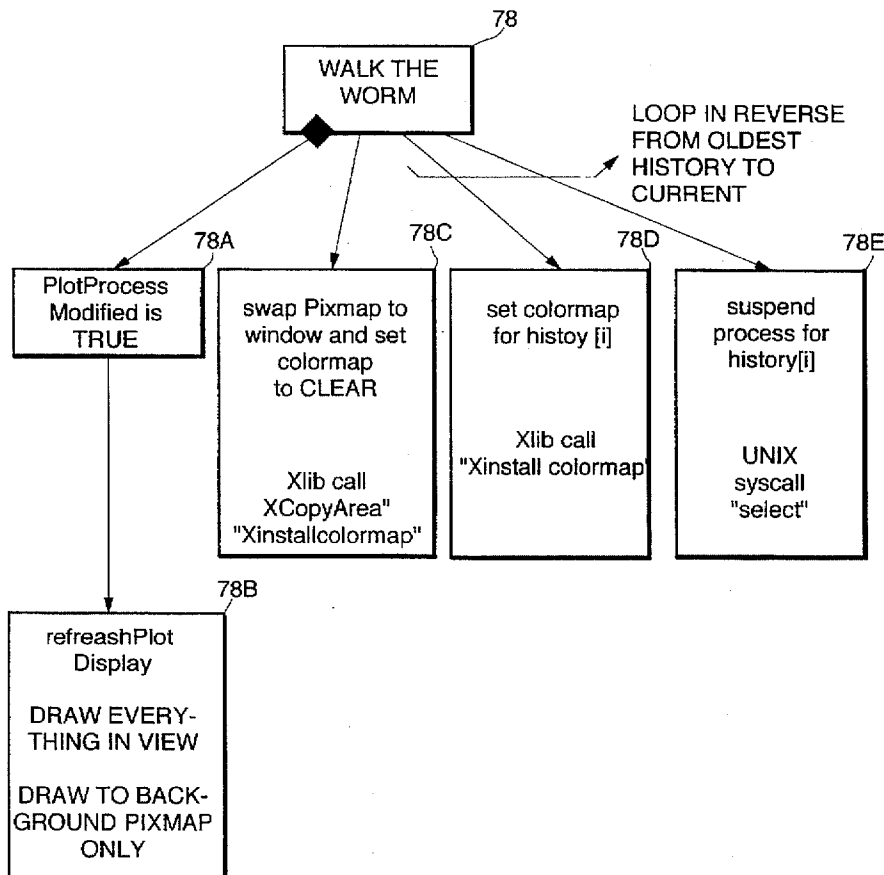 78
WALK THE
WORM
LOOP IN REVERSE
FROM OLDEST
HISTORY TO
CURRENT
78A
PlotProcess
Modified is
TRUE
78C
swap Pixmap to
window and set
colormap
to CLEAR
Xlib call
XCopyArea"
"Xinstallcolormap"
78D
set colormap
for histoy [i]
Xlib call
"Xinstall colormap"
78E
suspend
process for
history[i]
UNIX
syscall
"select"
78B
refreashPlot
Display
DRAW EVERY-
THING IN VIEW
DRAW TO BACK-
GROUND PIXMAP
ONLY